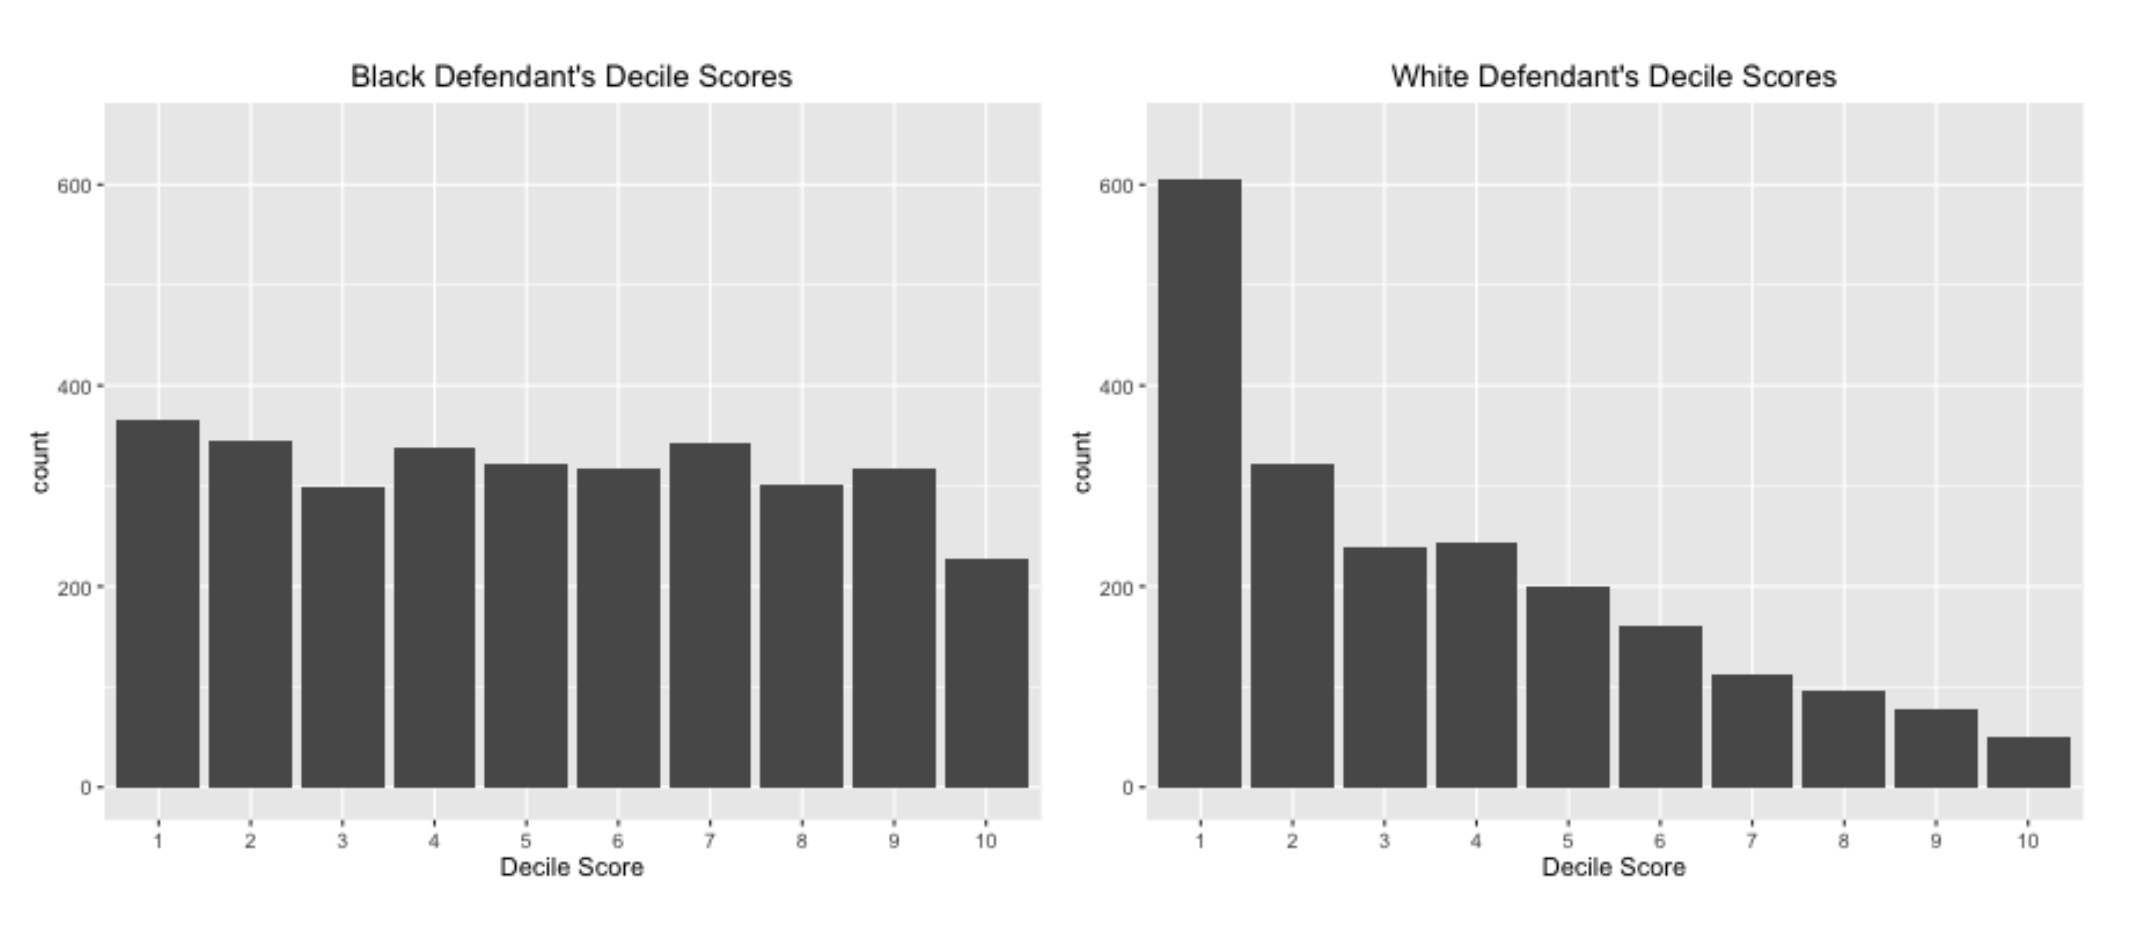 Black Defendant's Decile Scores
600
400
200
0
count
1 2 3 4 5 6 7 8 9 10
Decile Score
White Defendant's Decile Scores
600
400
200
0
count
1 2 3 4 5 6 7 8 9 10
Decile Score